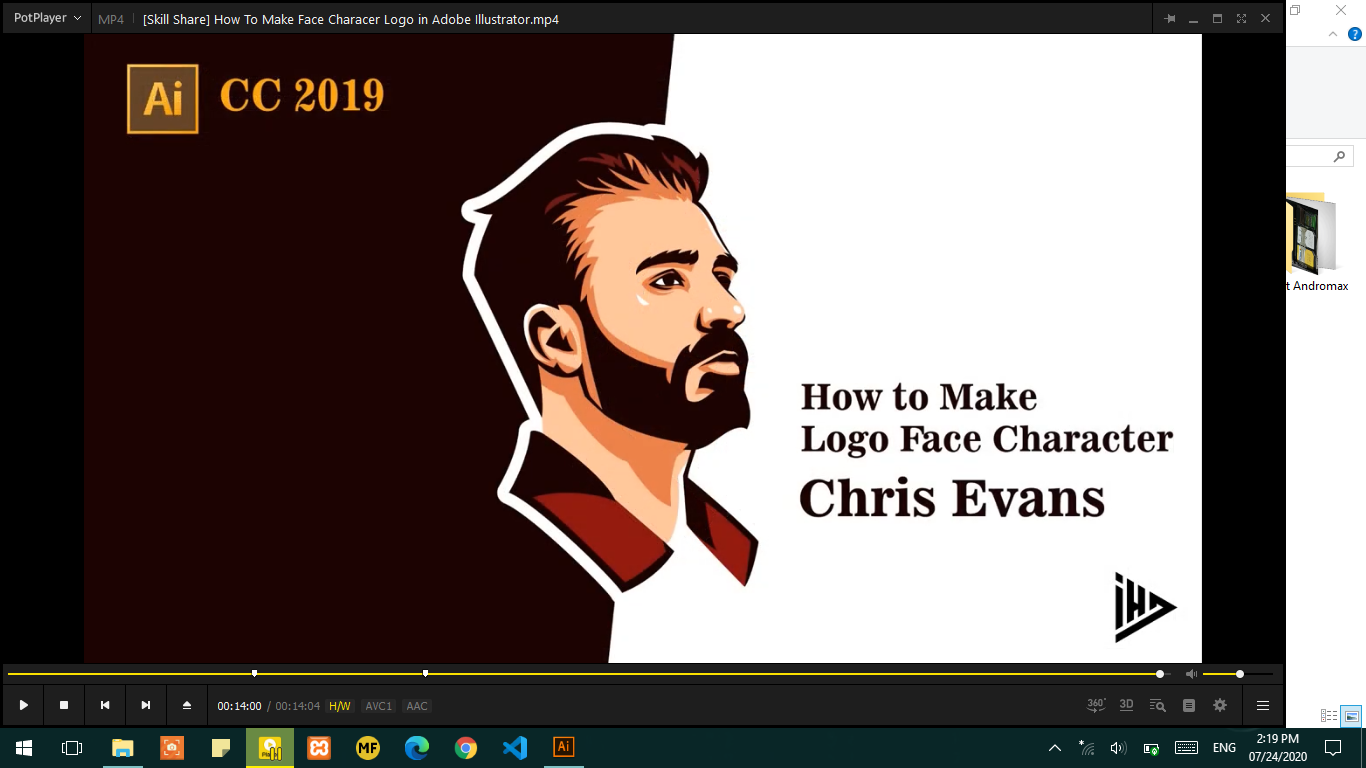 PotPlayer
MP4
[Skill Share] How To Make Face Characer Logo in Adobe Illustrator.mp4
Ai
CC 2019
t Andromax
How to Make
Logo Face Character
Chris Evans
00:14:00 / 00:14:04 H/W AVC1 AAC
360°
3D
MF
Ai
ENG
2:19 PM
07/24/2020